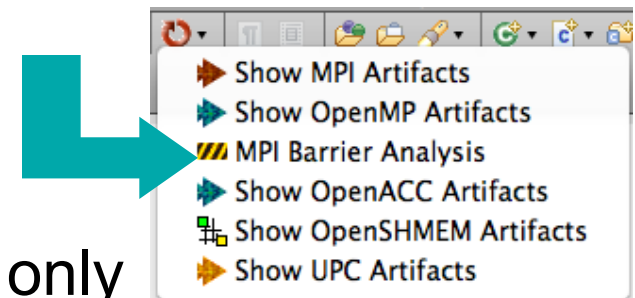 Show MPI Artifacts
Show OpenMP Artifacts
MPI Barrier Analysis
Show OpenACC Artifacts
Show OpenSHMEM Artifacts
only
Show UPC Artifacts